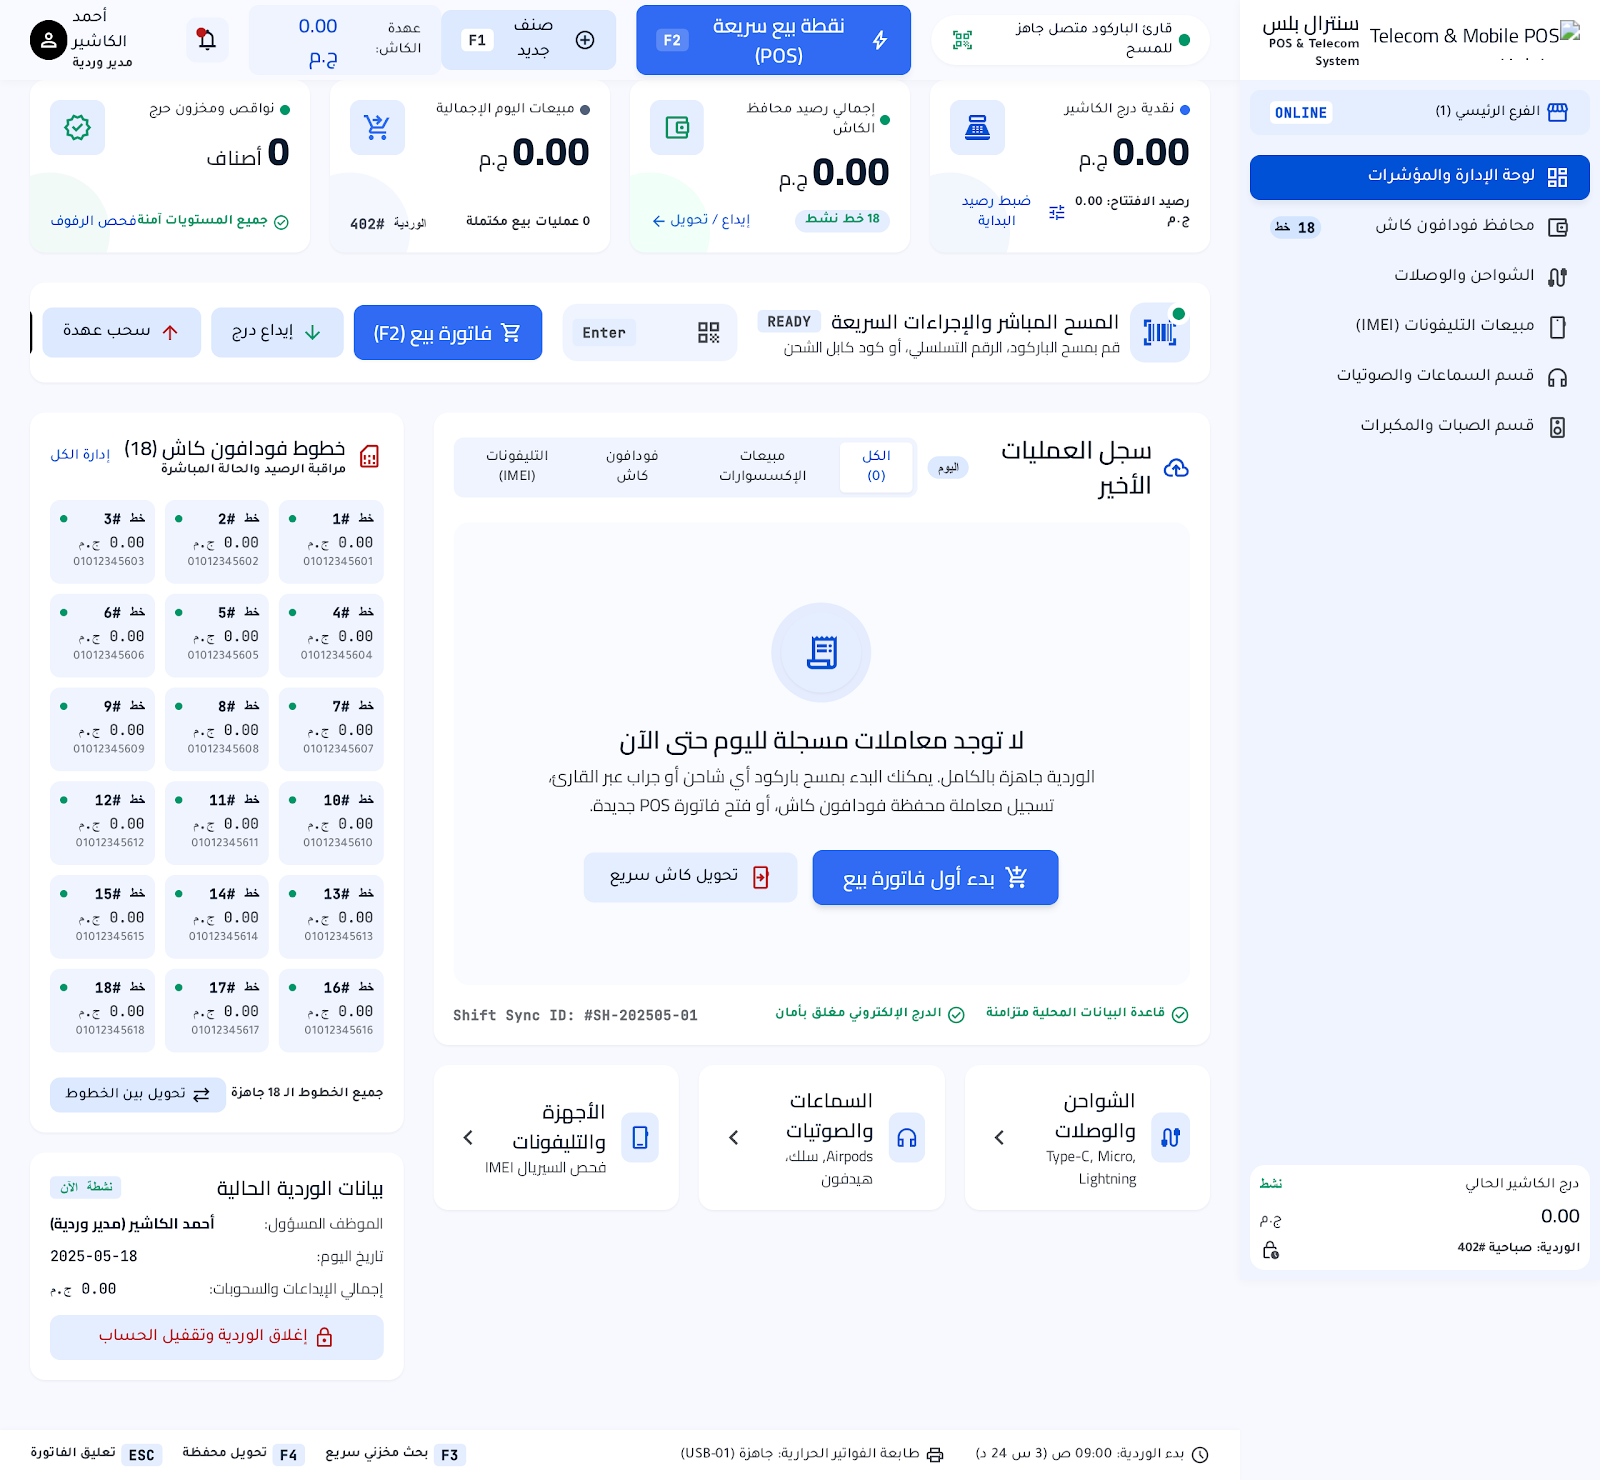 Telecom & Mobile POS
سنترال بلس
POS & Telecom
System
قارئ الباركود متصل جاهز
للمسح
نقطة بيع سريعة
(POS)
F2
صنف
جديد
F1
عهدة
الكاش:
0.00
ج.م
أحمد
الكاشير
مدير وردية
الفرع الرئيسي (1)
ONLINE
لوحة الإدارة والمؤشرات
محافظ فودافون كاش
18 خط
الشواحن والوصلات
مبيعات التليفونات (IMEI)
قسم السماعات والصوتيات
قسم الصبات والمكبرات
درج الكاشير الحالي
نشط
0.00
ج.م
الوردية: صباحية #402
نقدية درج الكاشير
0.00 ج.م
رصيد الافتتاح: 0.00
ج.م
ضبط رصيد
البداية
إجمالي رصيد محافظ
الكاش
0.00 ج.م
18 خط نشط
إيداع / تحويل
مبيعات اليوم الإجمالية
0.00 ج.م
0 عمليات بيع مكتملة
الوردية #402
نواقص ومخزون حرج
0 أصناف
جميع المستويات آمنة
فحص الرفوف
المسح المباشر والإجراءات السريعة
READY
قم بمسح الباركود، الرقم التسلسلي، أو كود كابل الشحن
Enter
فاتورة بيع (F2)
إيداع درج
سحب عهدة
سجل العمليات
الأخير
اليوم
الكل
(0)
مبيعات
الإكسسوارات
فودافون
كاش
التليفونات
(IMEI)
لا توجد معاملات مسجلة لليوم حتى الآن
الوردية جاهزة بالكامل. يمكنك البدء بمسح باركود أي شاحن أو جراب عبر القارئ،
تسجيل معاملة محفظة فودافون كاش، أو فتح فاتورة POS جديدة.
بدء أول فاتورة بيع
تحويل كاش سريع
قاعدة البيانات المحلية متزامنة
الدرج الإلكتروني مغلق بأمان
Shift Sync ID: #SH-202505-01
الشواحن
والوصلات
Type-C, Micro,
Lightning
السماعات
والصوتيات
Airpods, سلك،
هيدفون
الأجهزة
والتليفونات
فحص السيريال IMEI
خطوط فودافون كاش (18)
مراقبة الرصيد والحالة المباشرة
إدارة الكل
خط #1
0.00 ج.م
01012345601
خط #2
0.00 ج.م
01012345602
خط #3
0.00 ج.م
01012345603
خط #4
0.00 ج.م
01012345604
خط #5
0.00 ج.م
01012345605
خط #6
0.00 ج.م
01012345606
خط #7
0.00 ج.م
01012345607
خط #8
0.00 ج.م
01012345608
خط #9
0.00 ج.م
01012345609
خط #10
0.00 ج.م
01012345610
خط #11
0.00 ج.م
01012345611
خط #12
0.00 ج.م
01012345612
خط #13
0.00 ج.م
01012345613
خط #14
0.00 ج.م
01012345614
خط #15
0.00 ج.م
01012345615
خط #16
0.00 ج.م
01012345616
خط #17
0.00 ج.م
01012345617
خط #18
0.00 ج.م
01012345618
جميع الخطوط الـ 18 جاهزة
تحويل بين الخطوط
بيانات الوردية الحالية
نشطة الآن
الموظف المسؤول:
أحمد الكاشير (مدير وردية)
تاريخ اليوم:
2025-05-18
إجمالي الإيداعات والسحوبات:
0.00 ج.م
إغلاق الوردية وتقفيل الحساب
بدء الوردية: 09:00 ص (3 س 24 د)
طابعة الفواتير الحرارية: جاهزة (USB-01)
F3 بحث مخزني سريع
F4 تحويل محفظة
ESC تعليق الفاتورة